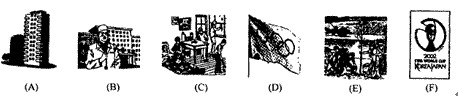 2002
FIFA WORLD CUP
KOREA JAPAN
(A) (B) (C) (D) (E) (F)